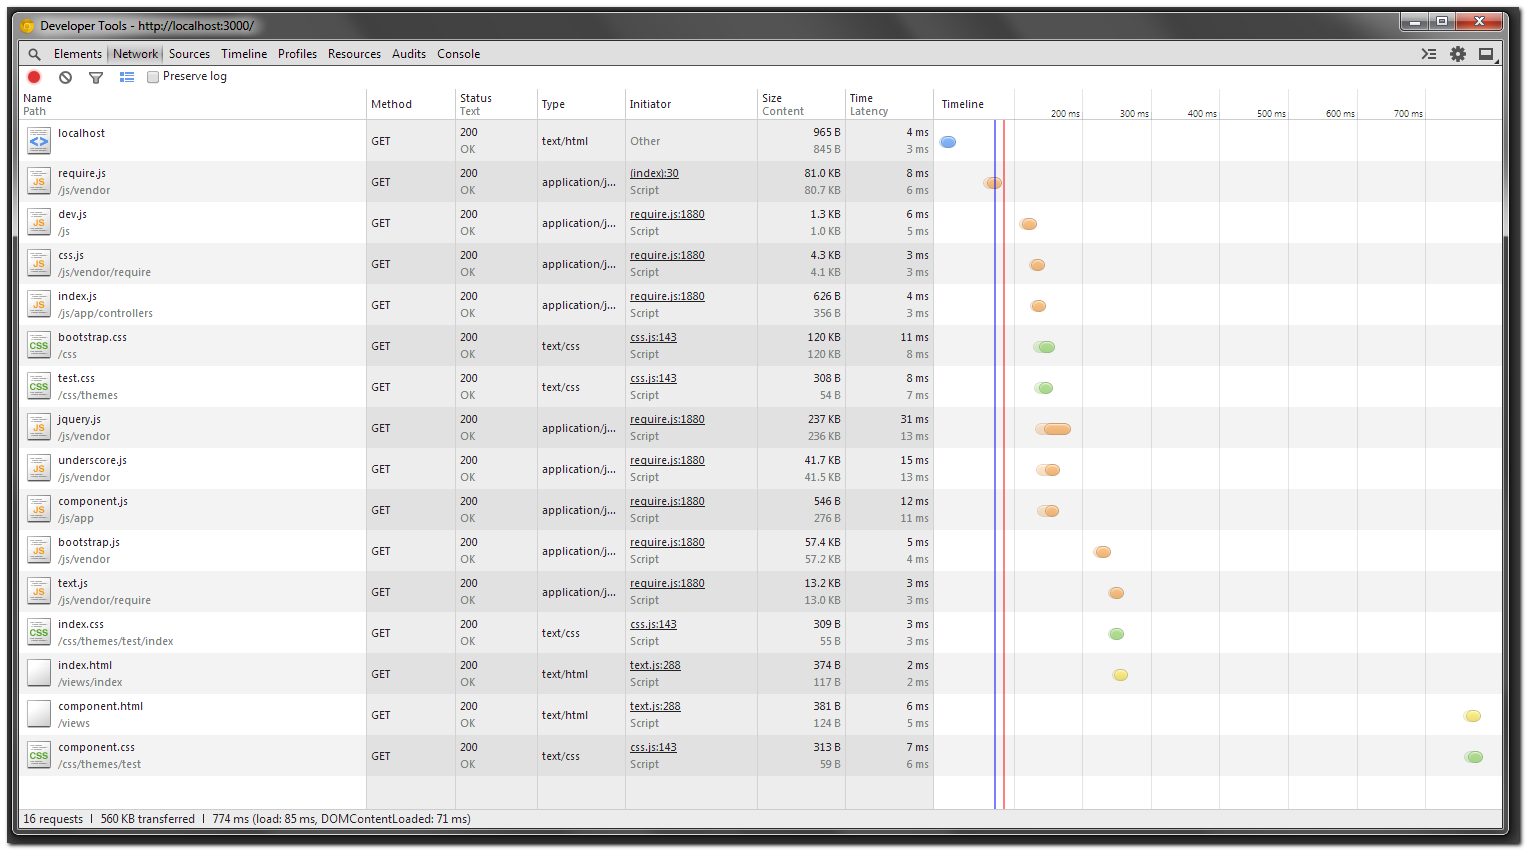 Developer Tools - http://localhost:3000/
Elements Network Sources Timeline Profiles Resources Audits Console
Preserve log
Name Path Method Status Text Type Initiator Size Content Time Latency Timeline 200 ms 300 ms 400 ms 500 ms 600 ms 700 ms
localhost GET 200 OK text/html Other 965 B 845 B 4 ms 3 ms
JS require.js /js/vendor GET 200 OK application/j... (index):30 Script 81.0 KB 80.7 KB 8 ms 6 ms
JS dev.js /js GET 200 OK application/j... require.js:1880 Script 1.3 KB 1.0 KB 6 ms 5 ms
JS css.js /js/vendor/require GET 200 OK application/j... require.js:1880 Script 4.3 KB 4.1 KB 3 ms 3 ms
JS index.js /js/app/controllers GET 200 OK application/j... require.js:1880 Script 626 B 356 B 4 ms 3 ms
CSS bootstrap.css /css GET 200 OK text/css css.js:143 Script 120 KB 120 KB 11 ms 8 ms
CSS test.css /css/themes GET 200 OK text/css css.js:143 Script 308 B 54 B 8 ms 7 ms
JS jquery.js /js/vendor GET 200 OK application/j... require.js:1880 Script 237 KB 236 KB 31 ms 13 ms
JS underscore.js /js/vendor GET 200 OK application/j... require.js:1880 Script 41.7 KB 41.5 KB 15 ms 13 ms
JS component.js /js/app GET 200 OK application/j... require.js:1880 Script 546 B 276 B 12 ms 11 ms
JS bootstrap.js /js/vendor GET 200 OK application/j... require.js:1880 Script 57.4 KB 57.2 KB 5 ms 4 ms
JS text.js /js/vendor/require GET 200 OK application/j... require.js:1880 Script 13.2 KB 13.0 KB 3 ms 3 ms
CSS index.css /css/themes/test/index GET 200 OK text/css css.js:143 Script 309 B 55 B 3 ms 3 ms
index.html /views/index GET 200 OK text/html text.js:288 Script 374 B 117 B 2 ms 2 ms
component.html /views GET 200 OK text/html text.js:288 Script 381 B 124 B 6 ms 5 ms
CSS component.css /css/themes/test GET 200 OK text/css css.js:143 Script 313 B 59 B 7 ms 6 ms
16 requests | 560 KB transferred | 774 ms (load: 85 ms, DOMContentLoaded: 71 ms)